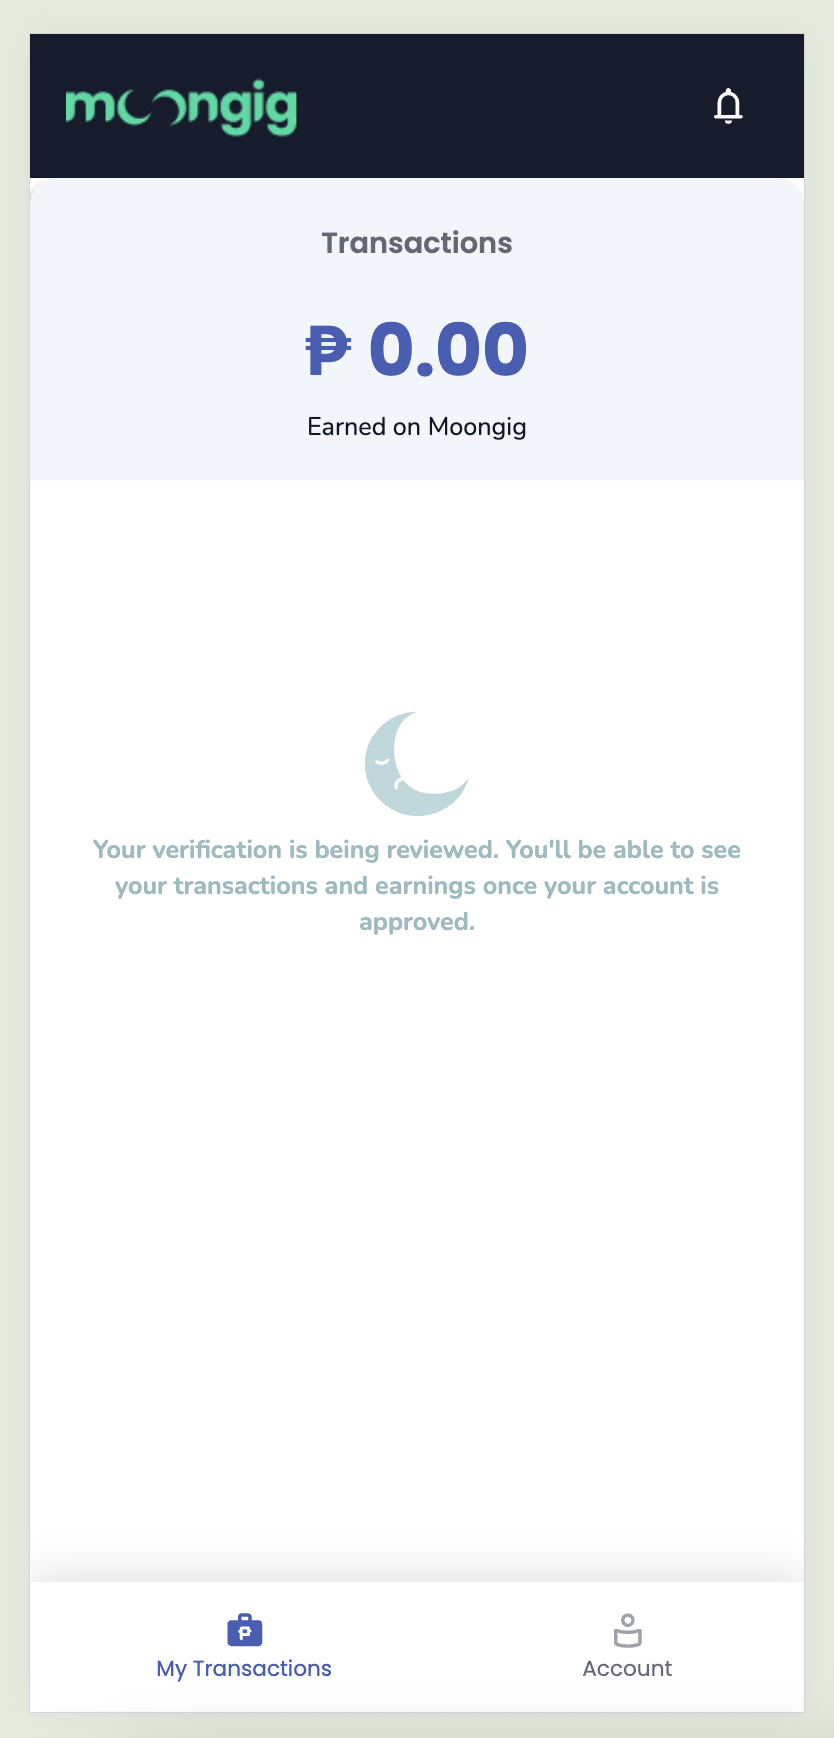 moongig
Transactions
₱ 0.00
Earned on Moongig
Your verification is being reviewed. You'll be able to see
your transactions and earnings once your account is
approved.
My Transactions
Account